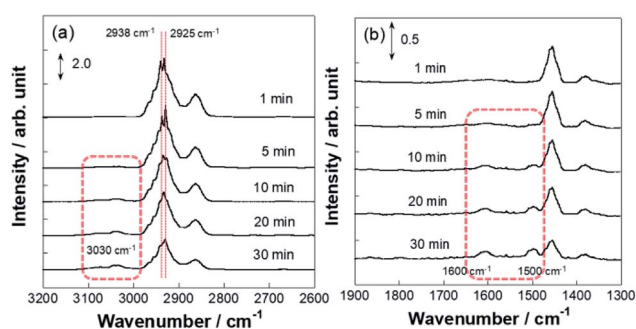 (a)
2938 cm⁻¹
2925 cm⁻¹
2.0
1 min
5 min
10 min
20 min
3030 cm⁻¹
30 min
Intensity / arb. unit
3200 3100 3000 2900 2800 2700 2600
Wavenumber / cm⁻¹
(b)
0.5
1 min
5 min
10 min
20 min
30 min
1600 cm⁻¹
1500 cm⁻¹
Intensity / arb. unit
1900 1800 1700 1600 1500 1400 1300
Wavenumber / cm⁻¹